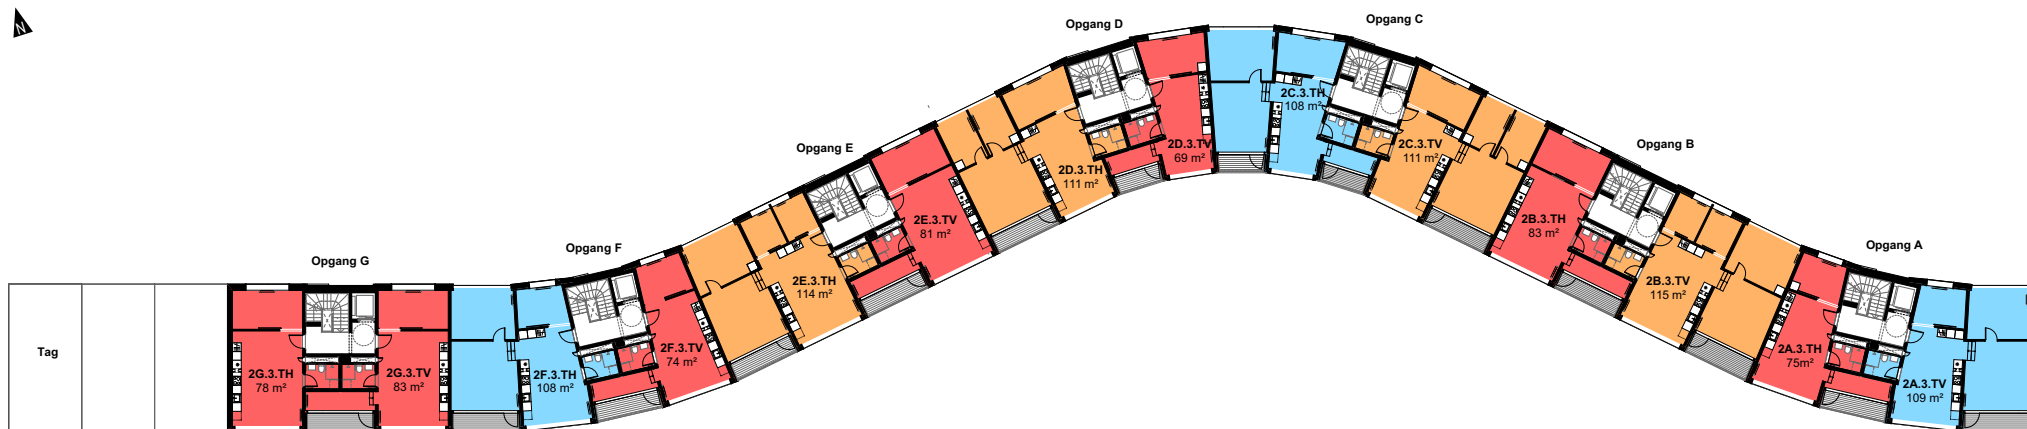 N
Opgang D
Opgang C
Opgang E
Opgang B
Opgang F
Opgang A
Opgang G
Tag
2G.3.TH
78 m²
2G.3.TV
83 m²
2F.3.TH
108 m²
2F.3.TV
74 m²
2E.3.TH
114 m²
2E.3.TV
81 m²
2D.3.TH
111 m²
2D.3.TV
69 m²
2C.3.TH
108 m²
2C.3.TV
111 m²
2B.3.TH
83 m²
2B.3.TV
115 m²
2A.3.TH
75m²
2A.3.TV
109 m²